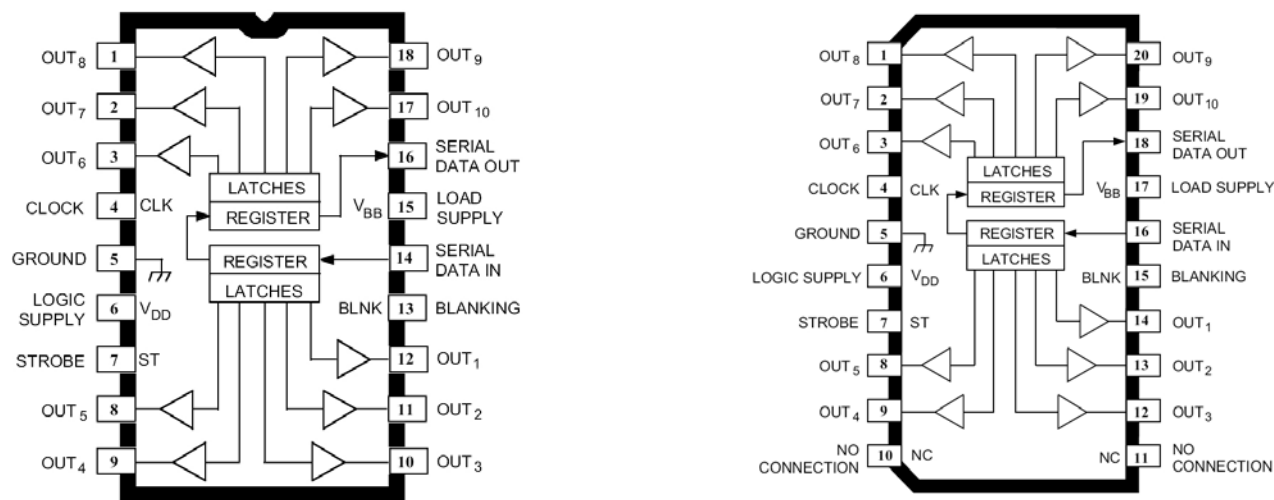 OUT8 1
OUT7 2
OUT6 3
CLOCK 4 CLK
GROUND 5
LOGIC
SUPPLY 6 VDD
STROBE 7 ST
OUT5 8
OUT4 9
18 OUT9
17 OUT10
16 SERIAL
DATA OUT
VBB 15 LOAD
SUPPLY
14 SERIAL
DATA IN
BLNK 13 BLANKING
12 OUT1
11 OUT2
10 OUT3
LATCHES
REGISTER
REGISTER
LATCHES
OUT8 1
OUT7 2
OUT6 3
CLOCK 4 CLK
GROUND 5
LOGIC SUPPLY 6 VDD
STROBE 7 ST
OUT5 8
OUT4 9
NO
CONNECTION 10 NC
20 OUT9
19 OUT10
18 SERIAL
DATA OUT
VBB 17 LOAD SUPPLY
16 SERIAL
DATA IN
BLNK 15 BLANKING
14 OUT1
13 OUT2
12 OUT3
NC 11 NO
CONNECTION
LATCHES
REGISTER
REGISTER
LATCHES